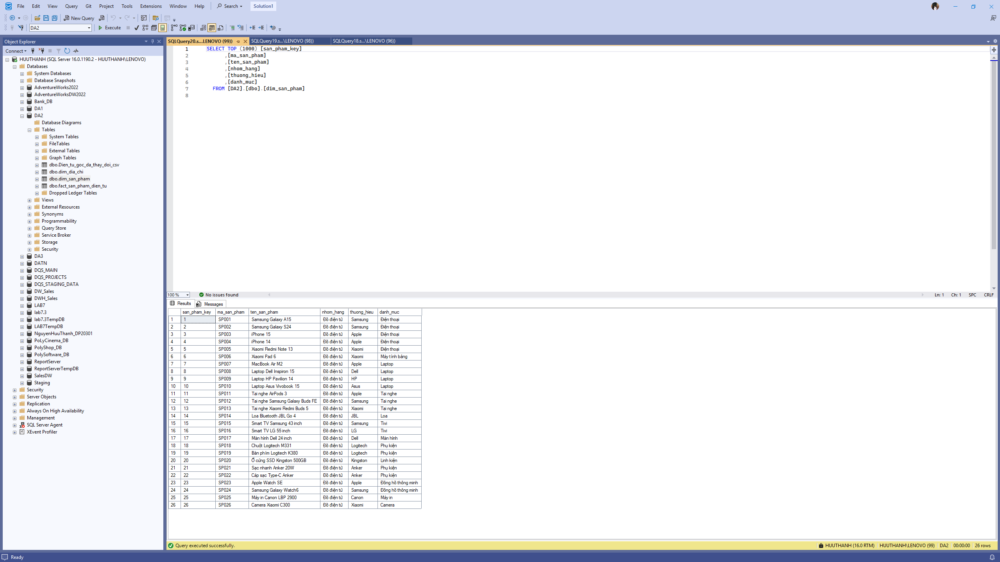 File Edit View Query Git Project Tools Extensions Window Help Search Solution1
New Query
DA2 Execute
Object Explorer
Connect
HUUTHANH (SQL Server 16.0.1190.2 - HUUTHANH\LENOVO)
Databases
System Databases
Database Snapshots
AdventureWorks2022
AdventureWorksDW2022
Bank_DB
DA1
DA2
Database Diagrams
Tables
System Tables
FileTables
External Tables
Graph Tables
dbo.Dien_tu_goc_da_thay_doi_csv
dbo.dim_dia_chi
dbo.dim_san_pham
dbo.fact_san_pham_dien_tu
Dropped Ledger Tables
Views
External Resources
Synonyms
Programmability
Query Store
Service Broker
Storage
Security
DA3
DATN
DQS_MAIN
DQS_PROJECTS
DQS_STAGING_DATA
DW_Sales
DWH_Sales
LAB7
lab7.3
lab7.3TempDB
LAB7TempDB
NguyenHuuThanh_DP20301
PoLyCinema_DB
PolyShop_DB
PolySoftware_DB
ReportServer
ReportServerTempDB
SalesDW
Staging
Security
Server Objects
Replication
Always On High Availability
Management
SQL Server Agent
XEvent Profiler
SQLQuery20.s...LENOVO (99)) SQLQuery19.s...\LENOVO (98)) SQLQuery18.s...\LENOVO (96))
1 SELECT TOP (1000) [san_pham_key]
2 ,[ma_san_pham]
3 ,[ten_san_pham]
4 ,[nhom_hang]
5 ,[thuong_hieu]
6 ,[danh_muc]
7 FROM [DA2].[dbo].[dim_san_pham]
8
100 % No issues found Ln: 1 Ch: 1 SPC CRLF
Results Messages
san_pham_key ma_san_pham ten_san_pham nhom_hang thuong_hieu danh_muc
1 1 SP001 Samsung Galaxy A15 Đồ điện tử Samsung Điện thoại
2 2 SP002 Samsung Galaxy S24 Đồ điện tử Samsung Điện thoại
3 3 SP003 iPhone 15 Đồ điện tử Apple Điện thoại
4 4 SP004 iPhone 14 Đồ điện tử Apple Điện thoại
5 5 SP005 Xiaomi Redmi Note 13 Đồ điện tử Xiaomi Điện thoại
6 6 SP006 Xiaomi Pad 6 Đồ điện tử Xiaomi Máy tính bảng
7 7 SP007 MacBook Air M2 Đồ điện tử Apple Laptop
8 8 SP008 Laptop Dell Inspiron 15 Đồ điện tử Dell Laptop
9 9 SP009 Laptop HP Pavilion 14 Đồ điện tử HP Laptop
10 10 SP010 Laptop Asus Vivobook 15 Đồ điện tử Asus Laptop
11 11 SP011 Tai nghe AirPods 3 Đồ điện tử Apple Tai nghe
12 12 SP012 Tai nghe Samsung Galaxy Buds FE Đồ điện tử Samsung Tai nghe
13 13 SP013 Tai nghe Xiaomi Redmi Buds 5 Đồ điện tử Xiaomi Tai nghe
14 14 SP014 Loa Bluetooth JBL Go 4 Đồ điện tử JBL Loa
15 15 SP015 Smart TV Samsung 43 inch Đồ điện tử Samsung Tivi
16 16 SP016 Smart TV LG 55 inch Đồ điện tử LG Tivi
17 17 SP017 Màn hình Dell 24 inch Đồ điện tử Dell Màn hình
18 18 SP018 Chuột Logitech M331 Đồ điện tử Logitech Phụ kiện
19 19 SP019 Bàn phím Logitech K380 Đồ điện tử Logitech Phụ kiện
20 20 SP020 Ổ cứng SSD Kingston 500GB Đồ điện tử Kingston Linh kiện
21 21 SP021 Sạc nhanh Anker 20W Đồ điện tử Anker Phụ kiện
22 22 SP022 Cáp sạc Type-C Anker Đồ điện tử Anker Phụ kiện
23 23 SP023 Apple Watch SE Đồ điện tử Apple Đồng hồ thông minh
24 24 SP024 Samsung Galaxy Watch6 Đồ điện tử Samsung Đồng hồ thông minh
25 25 SP025 Máy in Canon LBP 2900 Đồ điện tử Canon Máy in
26 26 SP026 Camera Xiaomi C300 Đồ điện tử Xiaomi Camera
Query executed successfully. HUUTHANH (16.0 RTM) HUUTHANH\LENOVO (99) DA2 00:00:00 26 rows
Ready